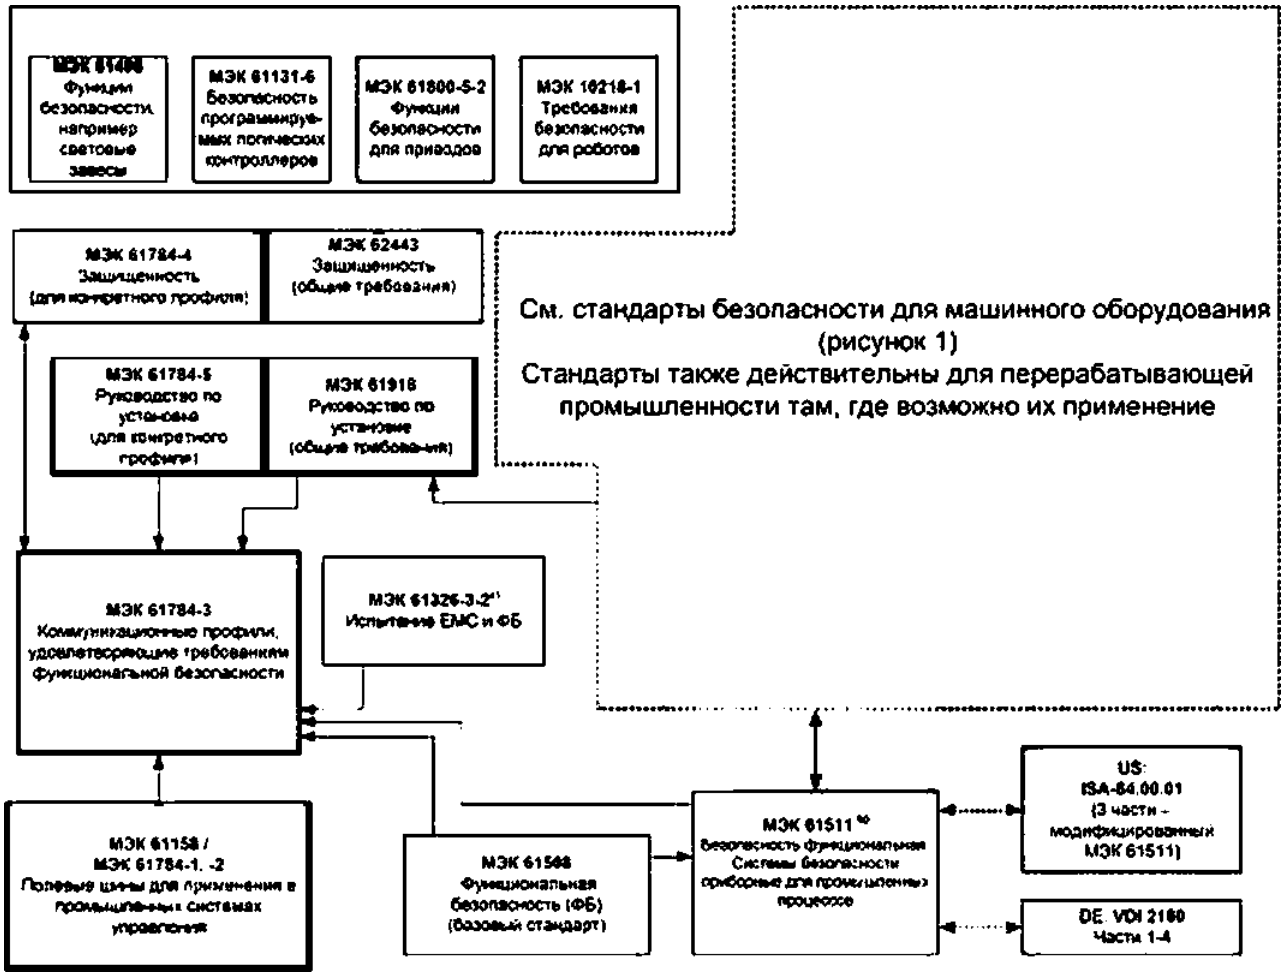 МЭК 61496
Функции
безопасности,
например
световые
завесы
МЭК 61131-6
Безопасность
программируе-
мых логических
контроллеров
МЭК 61800-5-2
Функции
безопасности
для приводов
МЭК 10218-1
Требования
безопасности
для роботов
МЭК 61784-4
Защищенность
(для конкретного профиля)
МЭК 62443
Защищенность
(общие требования)
См. стандарты безопасности для машинного оборудования
(рисунок 1)
Стандарты также действительны для перерабатывающей
промышленности там, где возможно их применение
МЭК 61784-5
Руководство по
установке
(для конкретного
профиля)
МЭК 61918
Руководство по
установке
(общие требования)
МЭК 61784-3
Коммуникационные профили,
удовлетворяющие требованиям
функциональной безопасности
МЭК 61326-3-2 а)
Испытание ЕМС и ФБ
МЭК 61158 /
МЭК 61784-1, -2
Полевые шины для применения в
промышленных системах
управления
МЭК 61508
Функциональная
безопасность (ФБ)
(базовый стандарт)
МЭК 61511 b)
Безопасность функциональная
Системы безопасности
приборные для промышленных
процессов
US:
ISA-84.00.01
(3 части –
модифицированный
МЭК 61511)
DE: VDI 2180
Части 1-4